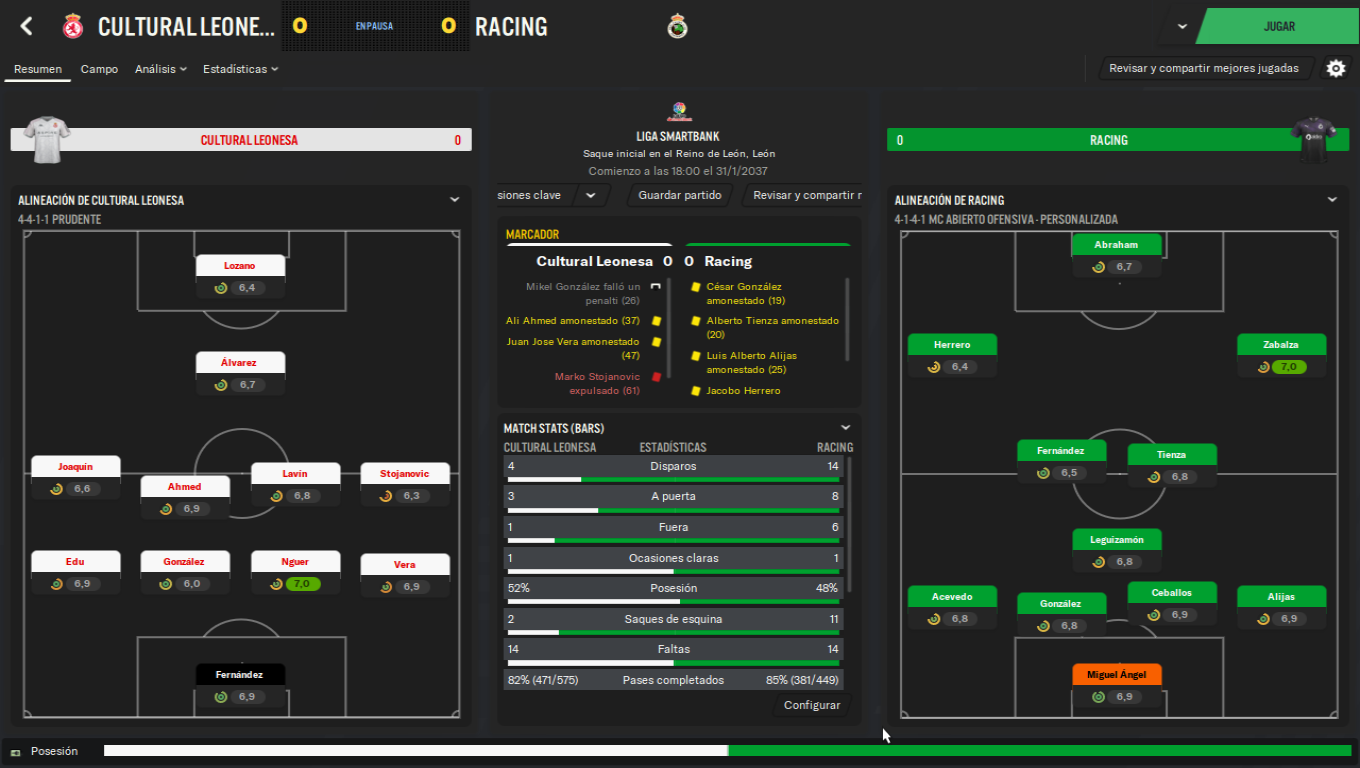 CULTURAL LEONE... 0 EN PAUSA 0 RACING
JUGAR
Resumen Campo Análisis Estadísticas
Revisar y compartir mejores jugadas
CULTURAL LEONESA 0
LIGA SMARTBANK
Saque inicial en el Reino de León, León
Comienzo a las 18:00 el 31/1/2037
0 RACING
siones clave Guardar partido Revisar y compartir r
ALINEACIÓN DE CULTURAL LEONESA
4-4-1-1 PRUDENTE
Lozano
6,4
Álvarez
6,7
Joaquín
6,6
Ahmed
6,9
Lavín
6,8
Stojanovic
6,3
Edu
6,9
González
6,0
Nguer
7,0
Vera
6,9
Fernández
6,9
MARCADOR
Cultural Leonesa 0 0 Racing
Mikel González falló un
penalti (26)
Ali Ahmed amonestado (37)
Juan Jose Vera amonestado
(47)
Marko Stojanovic
expulsado (61)
César González
amonestado (19)
Alberto Tienza amonestado
(20)
Luis Alberto Alijas
amonestado (25)
Jacobo Herrero
MATCH STATS (BARS)
CULTURAL LEONESA ESTADÍSTICAS RACING
4 Disparos 14
3 A puerta 8
1 Fuera 6
1 Ocasiones claras 1
52% Posesión 48%
2 Saques de esquina 11
14 Faltas 14
82% (471/575) Pases completados 85% (381/449)
Configurar
ALINEACIÓN DE RACING
4-1-4-1 MC ABIERTO OFENSIVA - PERSONALIZADA
Abraham
6,7
Herrero
6,4
Zabalza
7,0
Fernández
6,5
Tienza
6,8
Leguizamón
6,8
Acevedo
6,8
González
6,8
Ceballos
6,9
Alijas
6,9
Miguel Ángel
6,9
Posesión